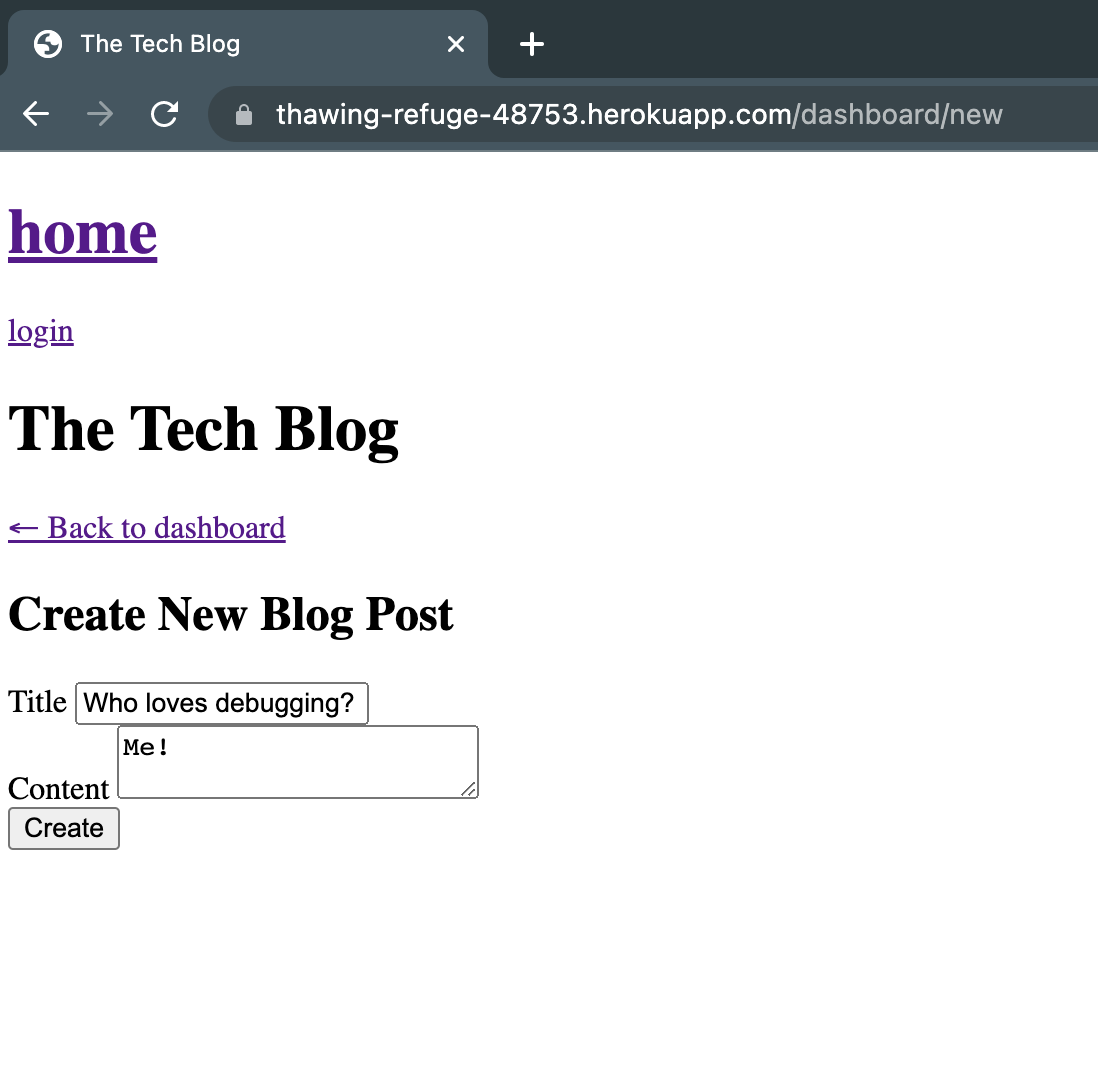 The Tech Blog
thawing-refuge-48753.herokuapp.com/dashboard/new
home
login
The Tech Blog
← Back to dashboard
Create New Blog Post
Title Who loves debugging?
Me!
Content
Create